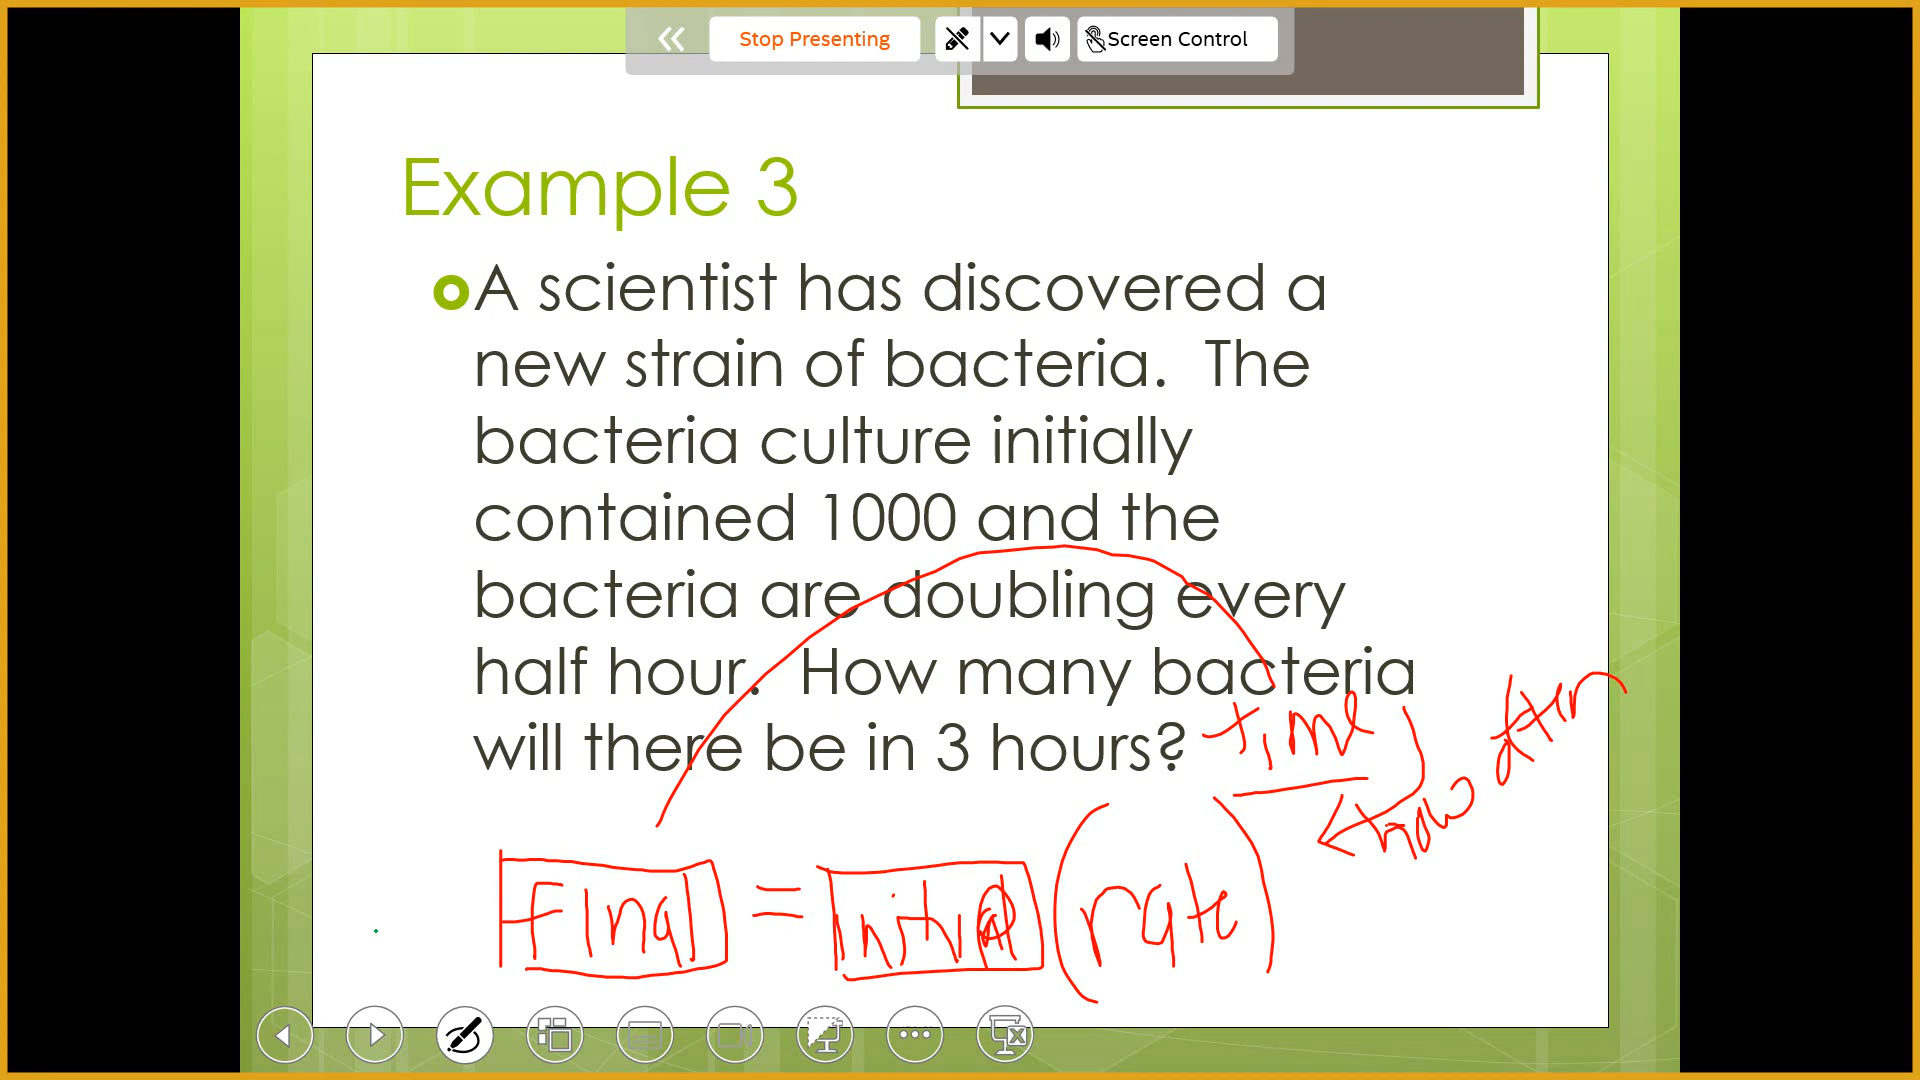 Stop Presenting
Screen Control
Example 3
A scientist has discovered a
new strain of bacteria. The
bacteria culture initially
contained 1000 and the
bacteria are doubling every
half hour. How many bacteria
will there be in 3 hours?
time
how often
Final = Initial (rate)